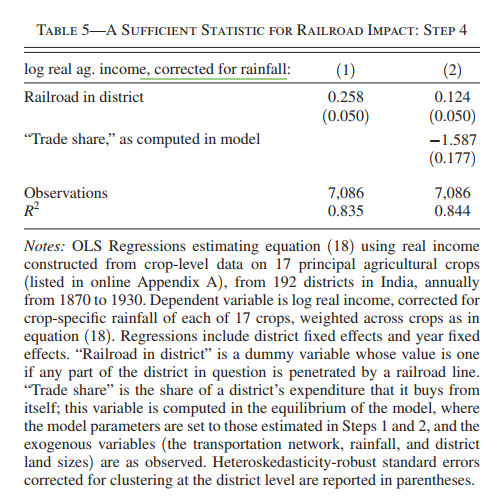 TABLE 5—A SUFFICIENT STATISTIC FOR RAILROAD IMPACT: STEP 4
log real ag. income, corrected for rainfall: (1) (2)
Railroad in district 0.258 0.124
(0.050) (0.050)
“Trade share,” as computed in model −1.587
(0.177)
Observations 7,086 7,086
R² 0.835 0.844
Notes: OLS Regressions estimating equation (18) using real income
constructed from crop-level data on 17 principal agricultural crops
(listed in online Appendix A), from 192 districts in India, annually
from 1870 to 1930. Dependent variable is log real income, corrected for
crop-specific rainfall of each of 17 crops, weighted across crops as in
equation (18). Regressions include district fixed effects and year fixed
effects. “Railroad in district” is a dummy variable whose value is one
if any part of the district in question is penetrated by a railroad line.
“Trade share” is the share of a district’s expenditure that it buys from
itself; this variable is computed in the equilibrium of the model, where
the model parameters are set to those estimated in Steps 1 and 2, and the
exogenous variables (the transportation network, rainfall, and district
land sizes) are as observed. Heteroskedasticity-robust standard errors
corrected for clustering at the district level are reported in parentheses.